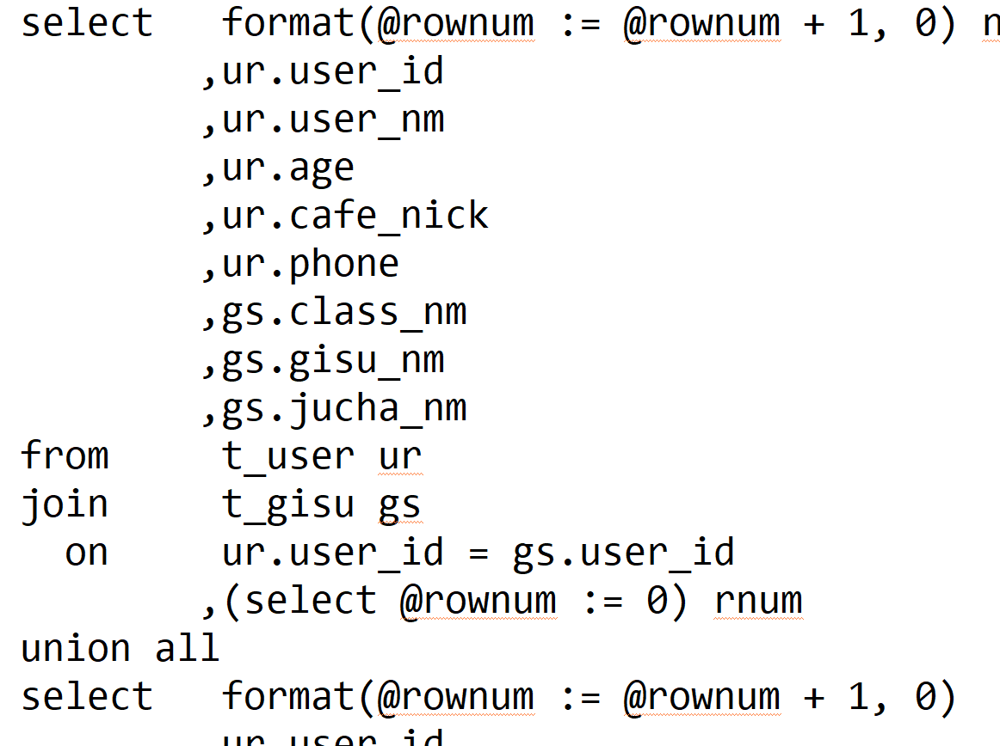 select   format(@rownum := @rownum + 1, 0) n
        ,ur.user_id
        ,ur.user_nm
        ,ur.age
        ,ur.cafe_nick
        ,ur.phone
        ,gs.class_nm
        ,gs.gisu_nm
        ,gs.jucha_nm
from     t_user ur
join     t_gisu gs
  on     ur.user_id = gs.user_id
        ,(select @rownum := 0) rnum
union all
select   format(@rownum := @rownum + 1, 0)
         ur.user_id